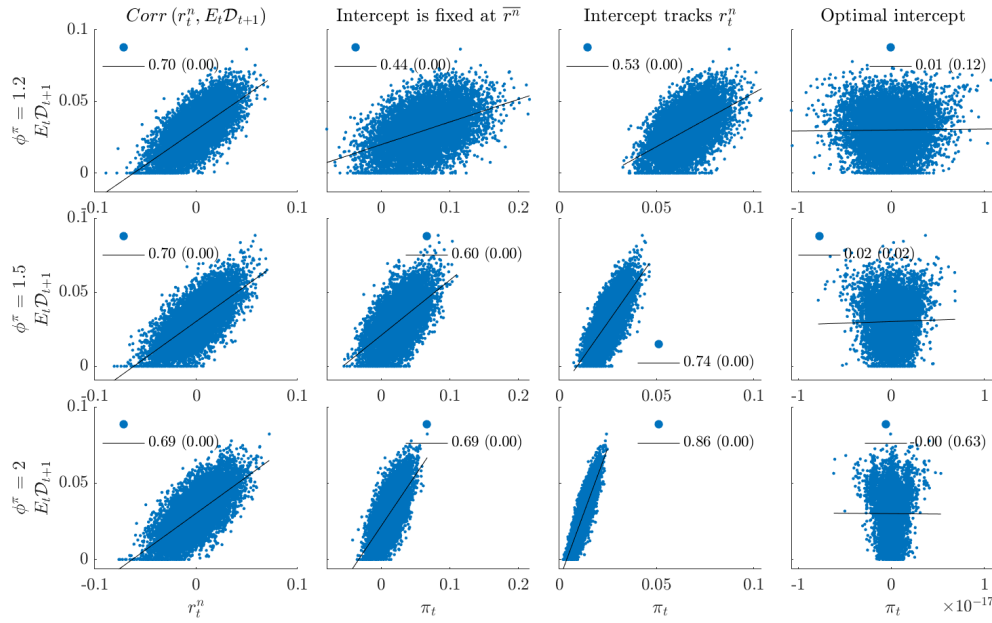 Corr (r_t^n, E_tD_{t+1})
Intercept is fixed at \overline{r^n}
Intercept tracks r_t^n
Optimal intercept
ϕ^π = 1.2
E_tD_{t+1}
0.1
0.05
0
0.70 (0.00)
0.44 (0.00)
0.53 (0.00)
0.01 (0.12)
-0.1 0 0.1
0 0.1 0.2
0 0.05 0.1
-1 0 1
ϕ^π = 1.5
E_tD_{t+1}
0.1
0.05
0
0.70 (0.00)
0.60 (0.00)
0.74 (0.00)
0.02 (0.02)
-0.1 0 0.1
0 0.1 0.2
0 0.05 0.1
-1 0 1
ϕ^π = 2
E_tD_{t+1}
0.1
0.05
0
0.69 (0.00)
0.69 (0.00)
0.86 (0.00)
-0.00 (0.63)
-0.1 0 0.1
0 0.1 0.2
0 0.05 0.1
-1 0 1
r_t^n
π_t
π_t
π_t
×10^{-17}